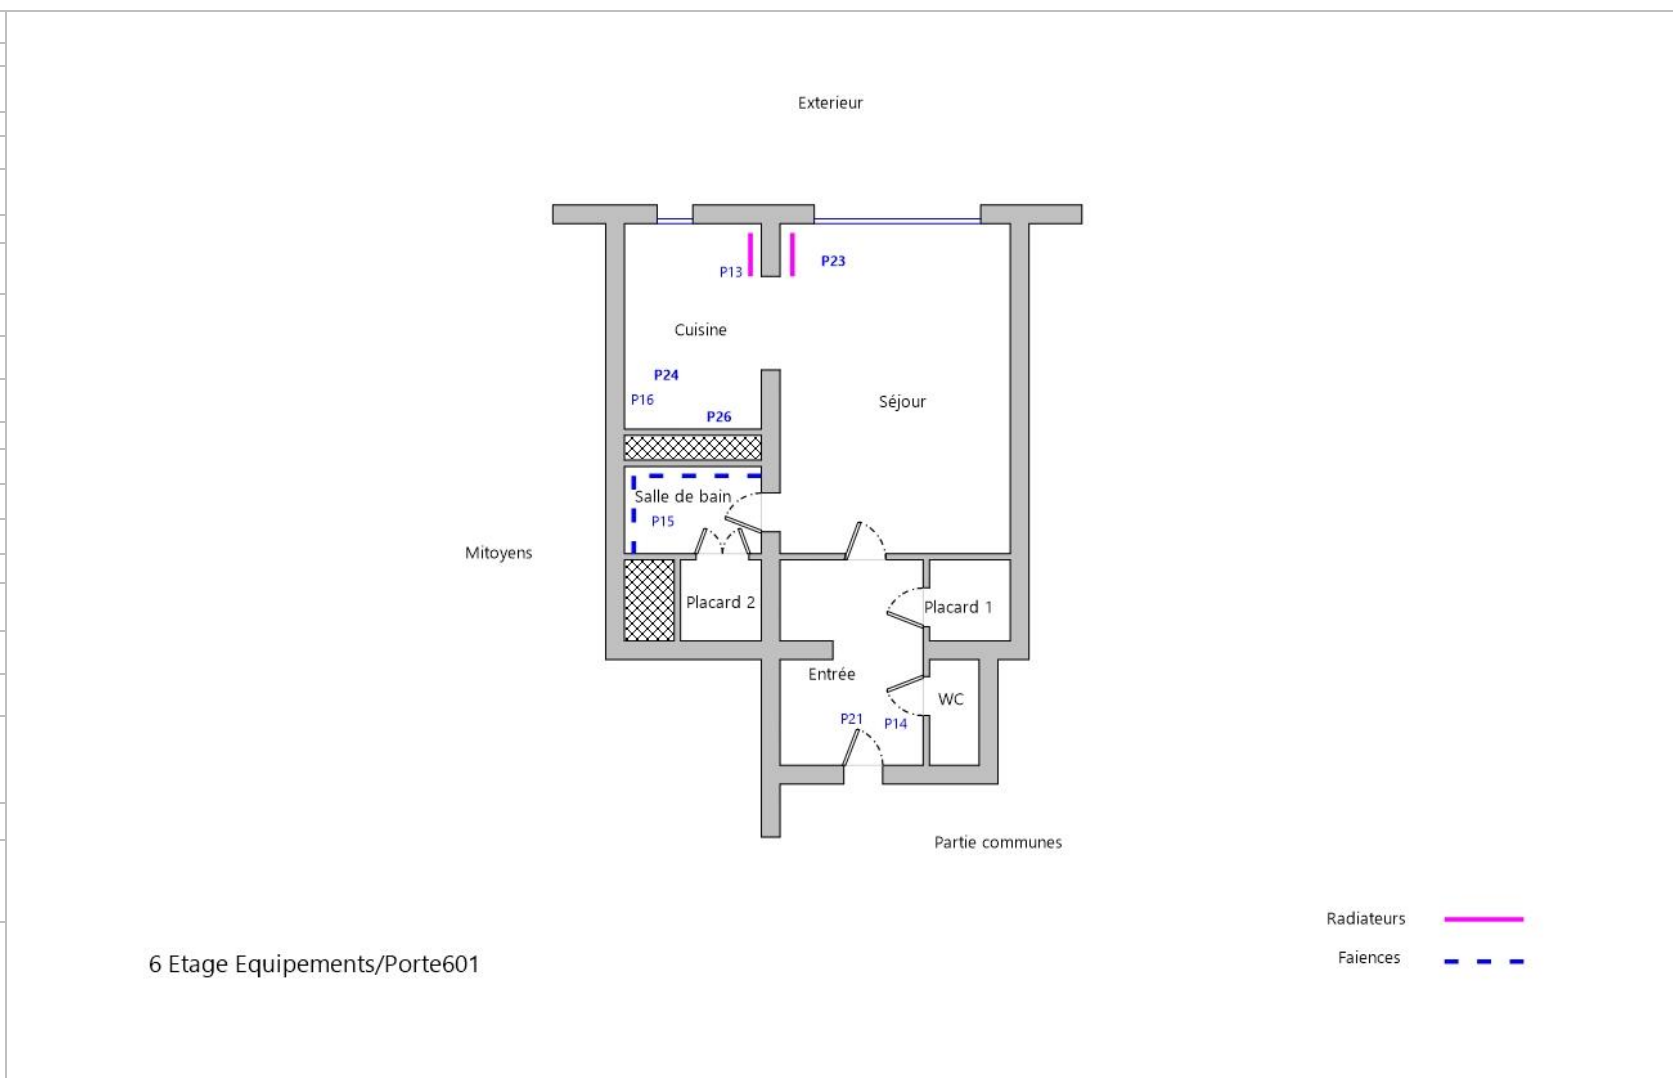 Exterieur
P23
P13
Cuisine
P24
P16
Séjour
P26
Salle de bain
P15
Mitoyens
Placard 2
Placard 1
Entrée
WC
P21
P14
Partie communes
Radiateurs
Faiences
6 Etage Equipements/Porte601